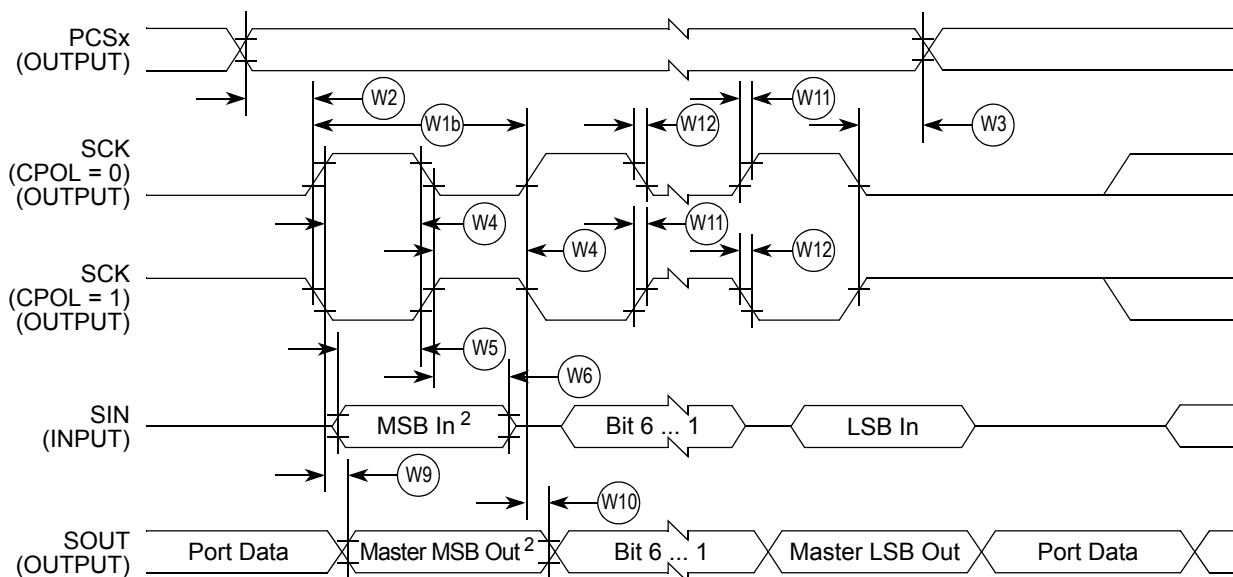 PCSx
(OUTPUT)
W2
W11
W1b
W12
W3
SCK
(CPOL = 0)
(OUTPUT)
W4
W11
W4
W12
SCK
(CPOL = 1)
(OUTPUT)
W5
W6
SIN
(INPUT)
MSB In 2
Bit 6 ... 1
LSB In
W9
W10
SOUT
(OUTPUT)
Port Data
Master MSB Out 2
Bit 6 ... 1
Master LSB Out
Port Data